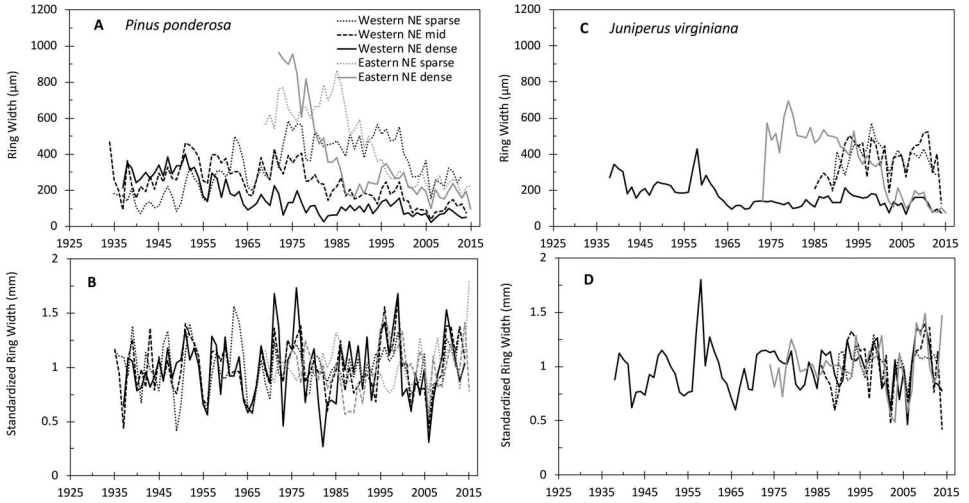 A Pinus ponderosa
Western NE sparse
Western NE mid
Western NE dense
Eastern NE sparse
Eastern NE dense
Ring Width (μm)
1200
1000
800
600
400
200
0
1925 1935 1945 1955 1965 1975 1985 1995 2005 2015
C Juniperus virginiana
Ring Width (μm)
1200
1000
800
600
400
200
0
1925 1935 1945 1955 1965 1975 1985 1995 2005 2015
B
Standardized Ring Width (mm)
2
1.5
1
0.5
0
1925 1935 1945 1955 1965 1975 1985 1995 2005 2015
D
Standardized Ring Width (mm)
2
1.5
1
0.5
0
1925 1935 1945 1955 1965 1975 1985 1995 2005 2015